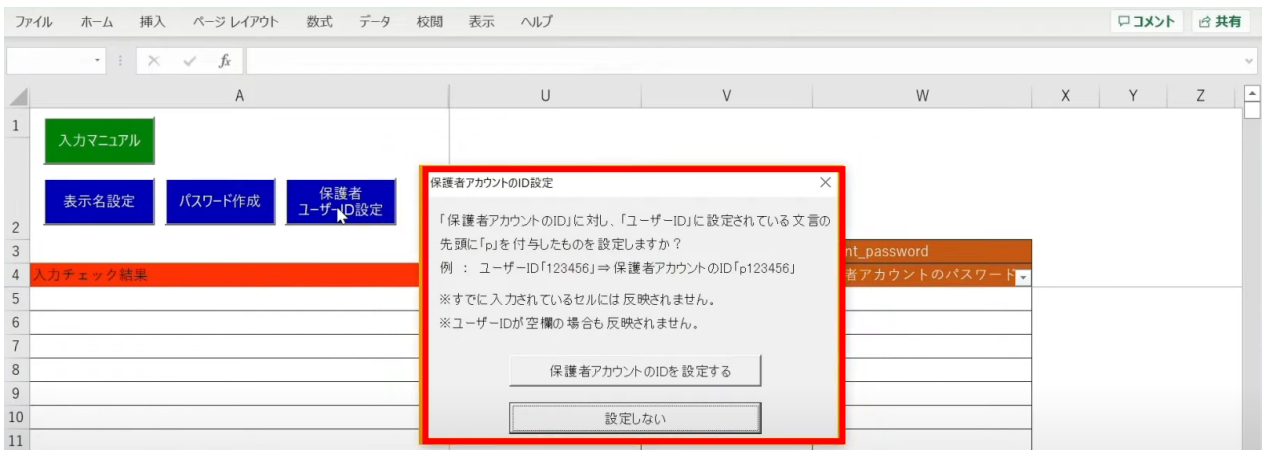 ファイル ホーム 挿入 ページ レイアウト 数式 データ 校閲 表示 ヘルプ コメント 共有
fx
A U V W X Y Z
1
入力マニュアル
表示名設定 パスワード作成 保護者
ユーザーID設定
2
保護者アカウントのID設定
「保護者アカウントのID」に対し、「ユーザーID」に設定されている文言の
先頭に「p」を付与したものを設定しますか?
例 : ユーザーID「123456」⇒保護者アカウントのID「p123456」
※すでに入力されているセルには反映されません。
※ユーザーIDが空欄の場合も反映されません。
保護者アカウントのIDを設定する
設定しない
3 nt_password
4 入力チェック結果 者アカウントのパスワード
5
6
7
8
9
10
11